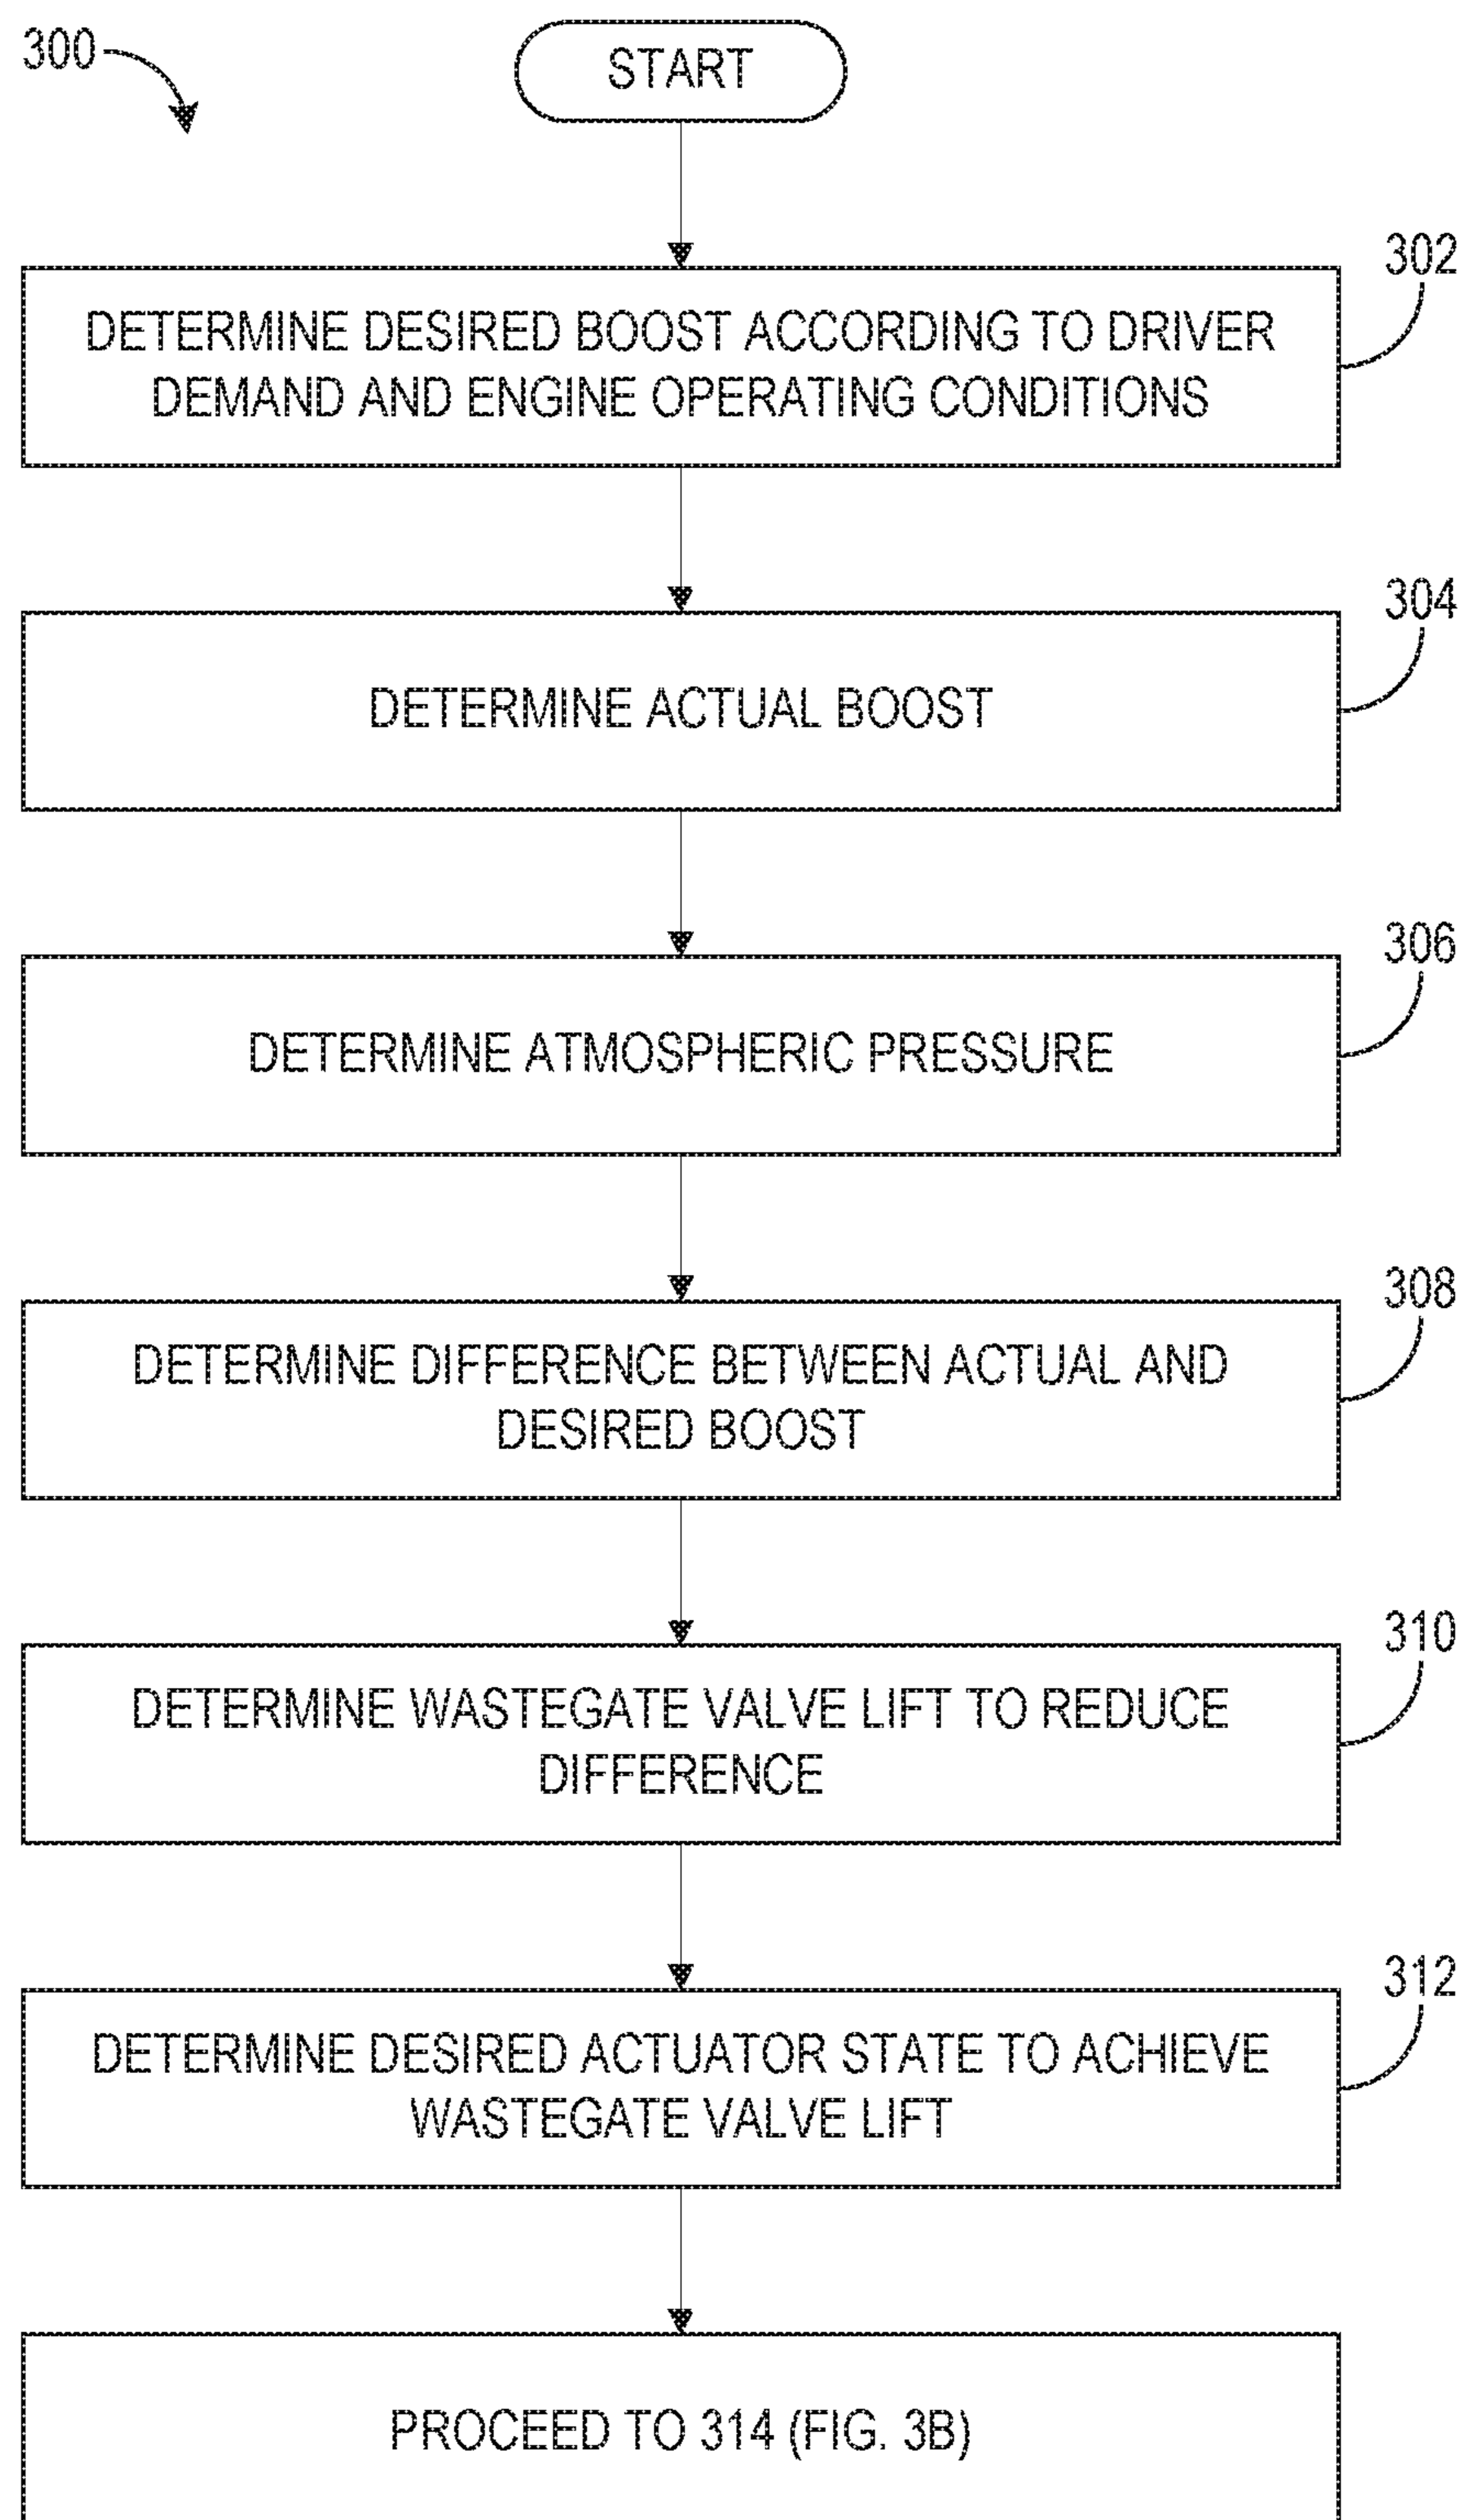 300
START
302
DETERMINE DESIRED BOOST ACCORDING TO DRIVER
DEMAND AND ENGINE OPERATING CONDITIONS
304
DETERMINE ACTUAL BOOST
306
DETERMINE ATMOSPHERIC PRESSURE
308
DETERMINE DIFFERENCE BETWEEN ACTUAL AND
DESIRED BOOST
310
DETERMINE WASTEGATE VALVE LIFT TO REDUCE
DIFFERENCE
312
DETERMINE DESIRED ACTUATOR STATE TO ACHIEVE
WASTEGATE VALVE LIFT
PROCEED TO 314 (FIG. 3B)